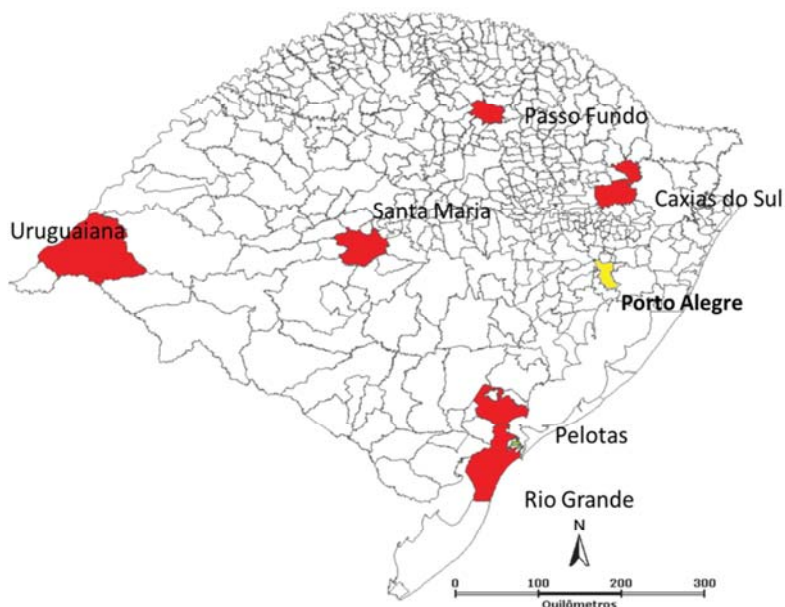 Passo Fundo
Caxias do Sul
Santa Maria
Uruguaiana
Porto Alegre
Pelotas
Rio Grande
N
0 100 200 300
Quilômetros